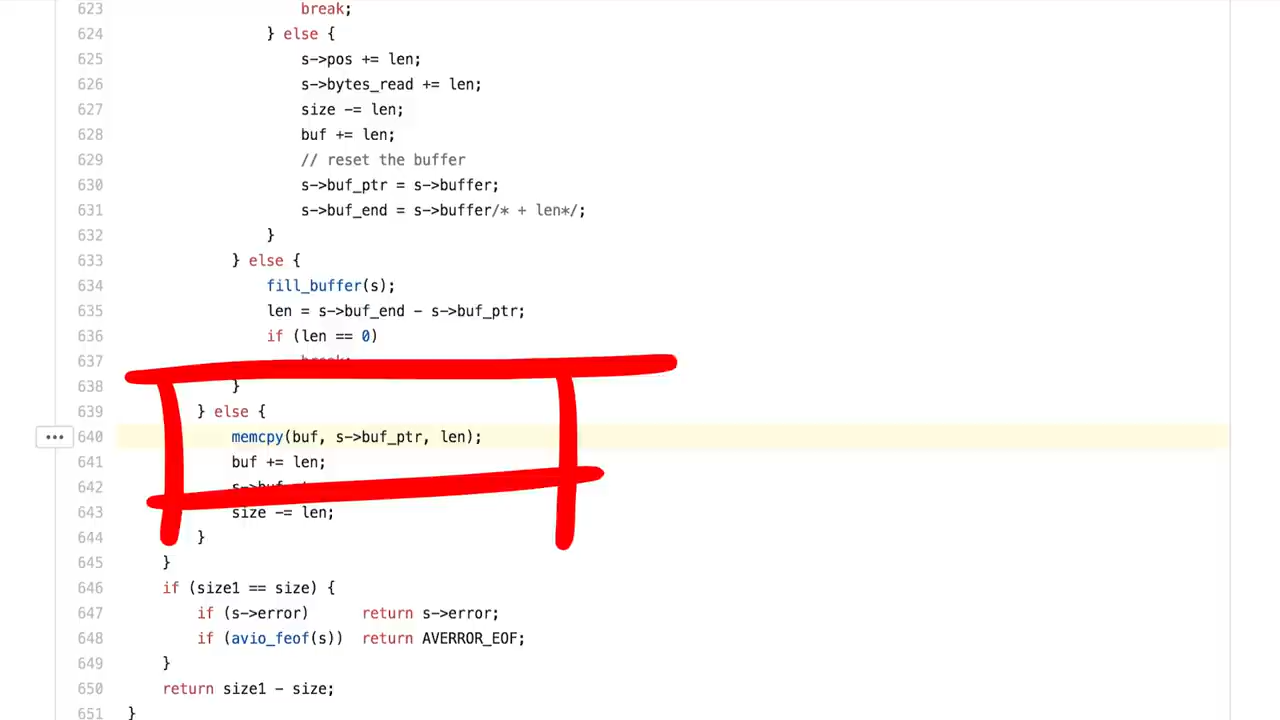 623 break;
624 } else {
625 s->pos += len;
626 s->bytes_read += len;
627 size -= len;
628 buf += len;
629 // reset the buffer
630 s->buf_ptr = s->buffer;
631 s->buf_end = s->buffer/* + len*/;
632 }
633 } else {
634 fill_buffer(s);
635 len = s->buf_end - s->buf_ptr;
636 if (len == 0)
637 break;
638 }
639 } else {
640 memcpy(buf, s->buf_ptr, len);
641 buf += len;
642
643 size -= len;
644 }
645 }
646 if (size1 == size) {
647 if (s->error) return s->error;
648 if (avio_feof(s)) return AVERROR_EOF;
649 }
650 return size1 - size;
651 }